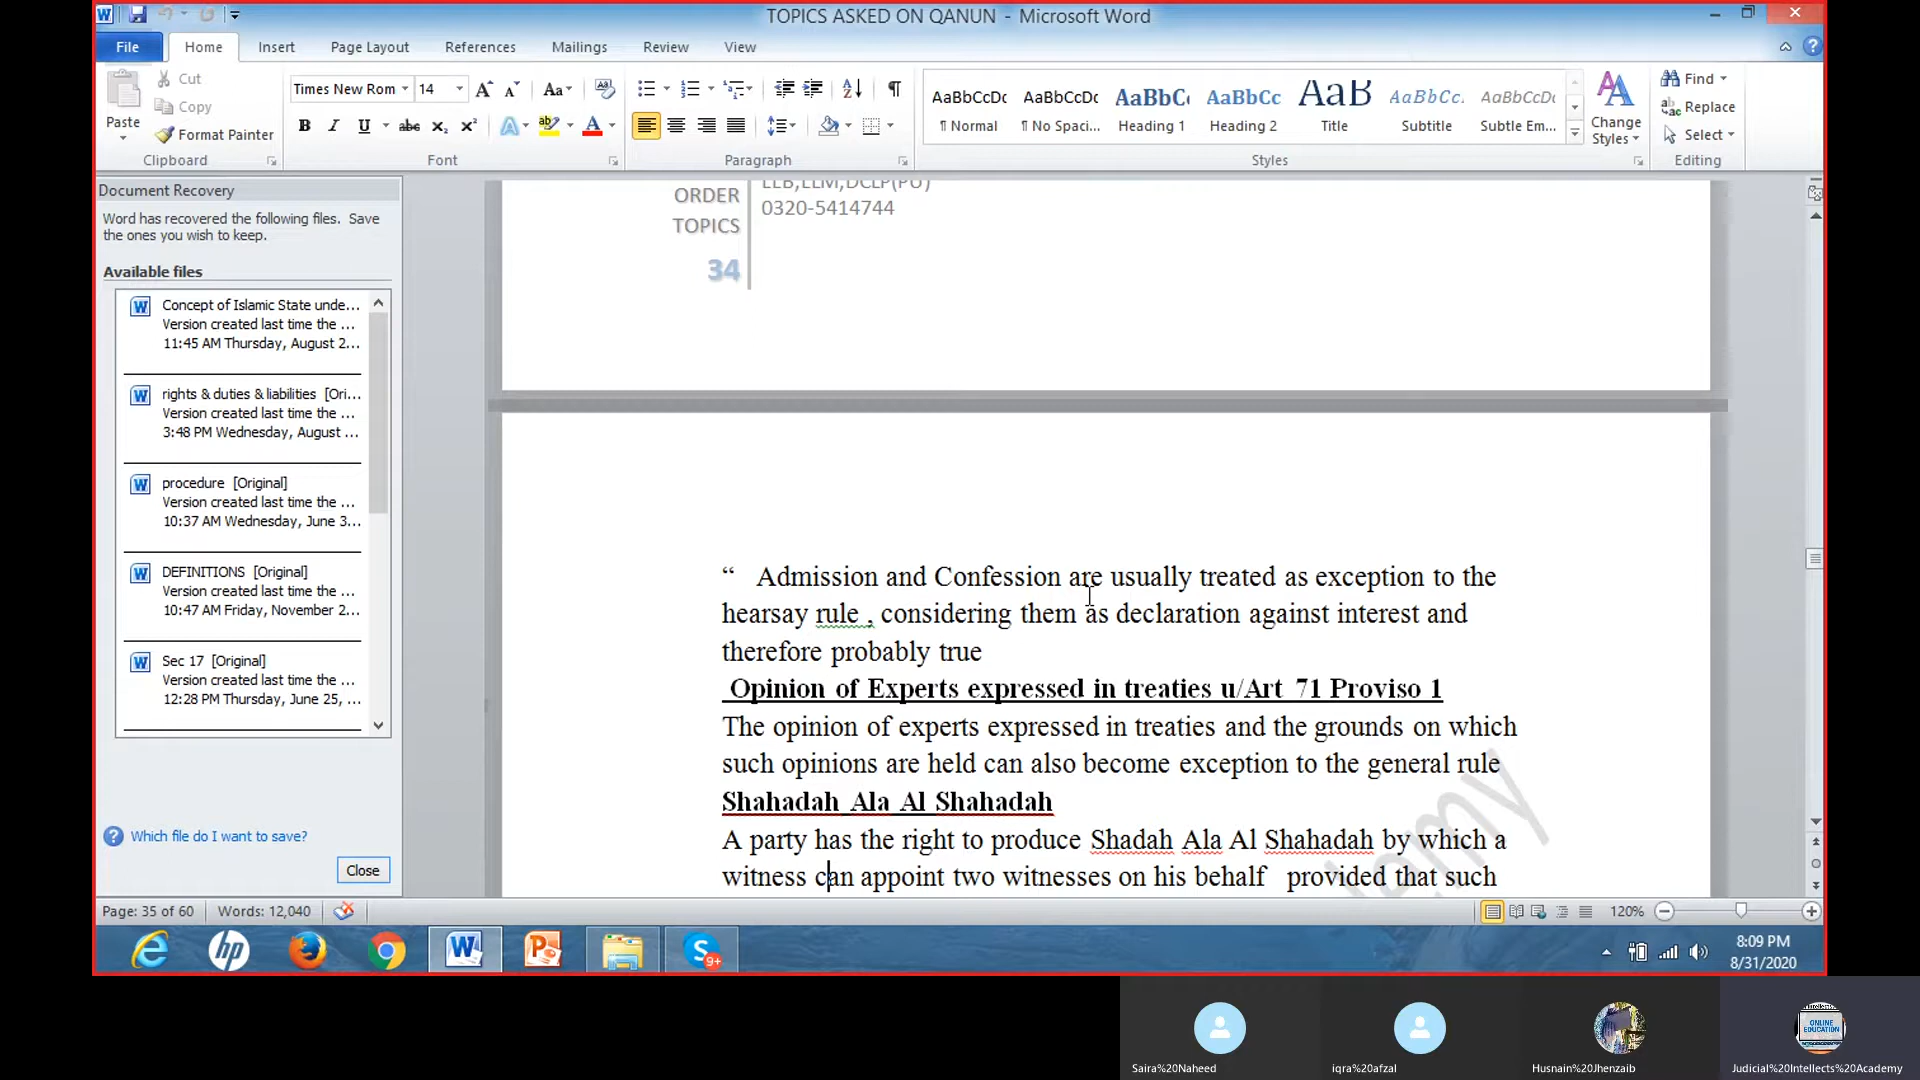 TOPICS ASKED ON QANUN - Microsoft Word
File Home Insert Page Layout References Mailings Review View
Paste
Cut
Copy
Format Painter
Clipboard
Times New Rom 14
Font
Paragraph
AaBbCcDc AaBbCcDc AaBbC AaBbCc AaB AaBbCc. AaBbCcDc
¶ Normal ¶ No Spaci... Heading 1 Heading 2 Title Subtitle Subtle Em...
Change
Styles
Styles
Find
Replace
Select
Editing
Document Recovery
Word has recovered the following files. Save
the ones you wish to keep.
Available files
Concept of Islamic State unde...
Version created last time the ...
11:45 AM Thursday, August 2...
rights & duties & liabilities [Ori...
Version created last time the ...
3:48 PM Wednesday, August ...
procedure [Original]
Version created last time the ...
10:37 AM Wednesday, June 3...
DEFINITIONS [Original]
Version created last time the ...
10:47 AM Friday, November 2...
Sec 17 [Original]
Version created last time the ...
12:28 PM Thursday, June 25, ...
Which file do I want to save?
Close
ORDER
TOPICS
34
LLB,LLM,DCLP(PU)
0320-5414744
“ Admission and Confession are usually treated as exception to the
hearsay rule , considering them as declaration against interest and
therefore probably true
Opinion of Experts expressed in treaties u/Art 71 Proviso 1
The opinion of experts expressed in treaties and the grounds on which
such opinions are held can also become exception to the general rule
Shahadah Ala Al Shahadah
A party has the right to produce Shadah Ala Al Shahadah by which a
witness can appoint two witnesses on his behalf provided that such
Page: 35 of 60 Words: 12,040
120%
8:09 PM
8/31/2020
9+
ONLINE
EDUCATION
Saira%20Naheed
iqra%20afzal
Husnain%20Jhenzaib
Judicial%20Intellects%20Academy